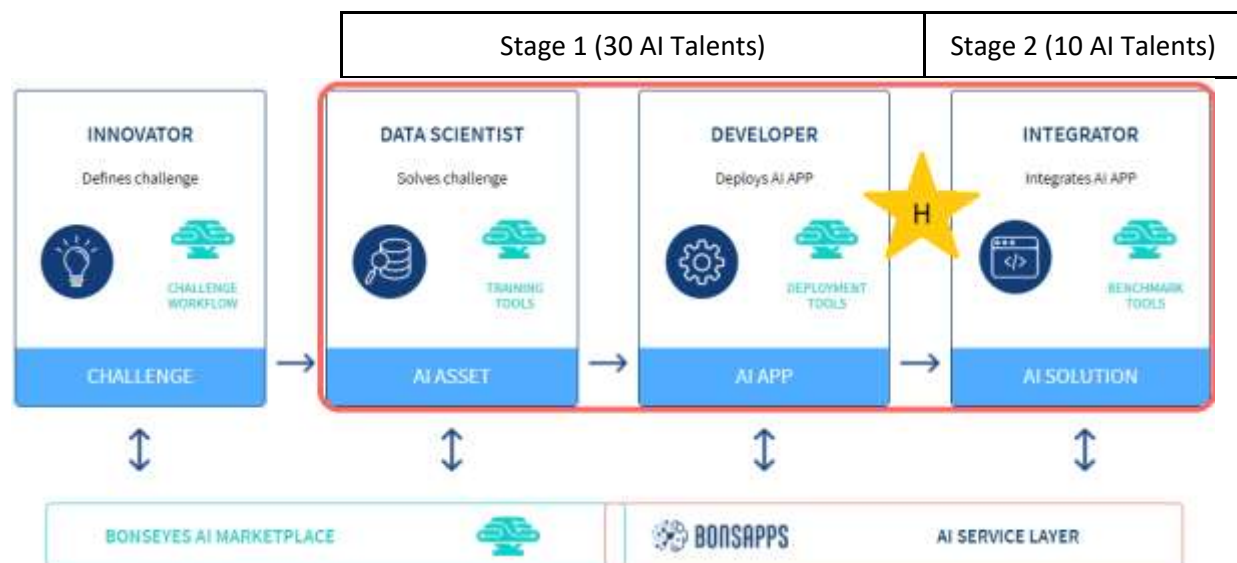 Stage 1 (30 AI Talents)
Stage 2 (10 AI Talents)
INNOVATOR
Defines challenge
CHALLENGE
WORKFLOW
CHALLENGE
DATA SCIENTIST
Solves challenge
TRAINING
TOOLS
AI ASSET
DEVELOPER
Deploys AI APP
DEPLOYMENT
TOOLS
AI APP
H
INTEGRATOR
Integrates AI APP
</>
BENCHMARK
TOOLS
AI SOLUTION
BONSEYES AI MARKETPLACE
BONSAPPS
AI SERVICE LAYER